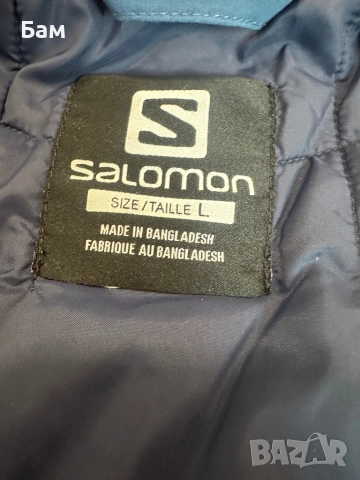 Бам
S
SALOMON
SIZE/TAILLE L
MADE IN BANGLADESH
FABRIQUE AU BANGLADESH
BAZAR